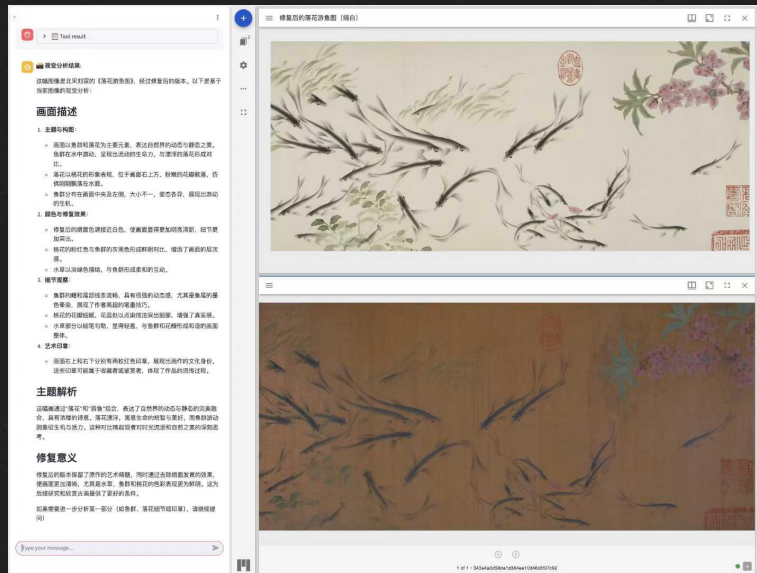 Tool result
视觉分析结果:
这幅图像是北宋刘寀的《落花游鱼图》，经过修复后的版本。以下是基于
当前图像的视觉分析：
画面描述
1. 主题与构图:
画面以鱼群和落花为主要元素，表达自然界的动态与静态之美。
鱼群在水中游动，呈现出流动的生命力，与漂浮的落花形成对
比。
落花以桃花的形象表现，位于画面右上方，粉嫩的花瓣散落，仿
佛刚刚飘落在水面。
鱼群分布在画面中央及左侧，大小不一，姿态各异，展现出游动
的生机。
2. 颜色与修复效果:
修复后的绢面色调接近白色，使画面显得更加明亮清新，细节更
加突出。
桃花的粉红色与鱼群的灰黑色形成鲜明对比，增添了画面的层次
感。
水草以淡绿色描绘，与鱼群形成柔和的互动。
3. 细节观察:
鱼群的鳍和尾部线条流畅，具有很强的动态感，尤其是鱼尾的墨
色晕染，展现了作者高超的笔墨技巧。
桃花的花瓣细腻，花蕊处以点染技法突出细部，增强了真实感。
水草部分以细笔勾勒，显得轻盈，与鱼群和花瓣形成和谐的画面
整体。
4. 艺术印章:
画面右上和右下分别有两枚红色印章，展现出画作的文化身份，
这些印章可能属于收藏者或鉴赏者，体现了作品的流传过程。
主题解析
这幅画通过“落花”和“游鱼”结合，表达了自然界的动态与静态的完美融
合，具有浓厚的诗意。落花漂浮，寓意生命的短暂与美好，而鱼群游动
则象征生机与活力。这种对比唤起观者对时光流逝和自然之美的深刻思
考。
修复意义
修复后的版本保留了原作的艺术精髓，同时通过去除绢面发黄的效果，
使画面更加清晰，尤其是水草、鱼群和桃花的色彩表现更为鲜明。这为
后续研究和欣赏古画提供了更好的条件。
如果需要进一步分析某一部分（如鱼群、落花细节或印章），请继续提
问！
Type your message...
修复后的落花游鱼图（绢白）